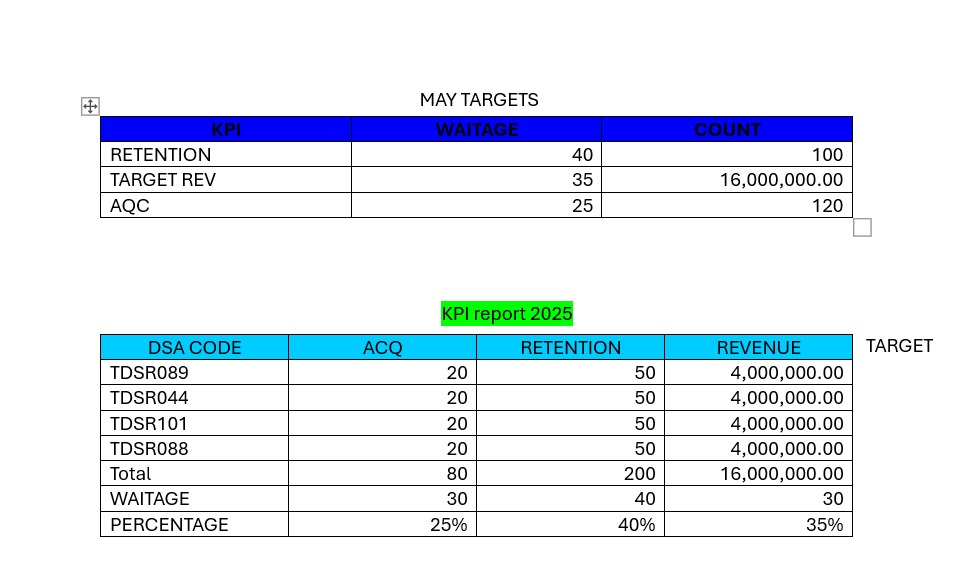 MAY TARGETS
KPI WAITAGE COUNT
RETENTION 40 100
TARGET REV 35 16,000,000.00
AQC 25 120
KPI report 2025
DSA CODE ACQ RETENTION REVENUE TARGET
TDSR089 20 50 4,000,000.00
TDSR044 20 50 4,000,000.00
TDSR101 20 50 4,000,000.00
TDSR088 20 50 4,000,000.00
Total 80 200 16,000,000.00
WAITAGE 30 40 30
PERCENTAGE 25% 40% 35%